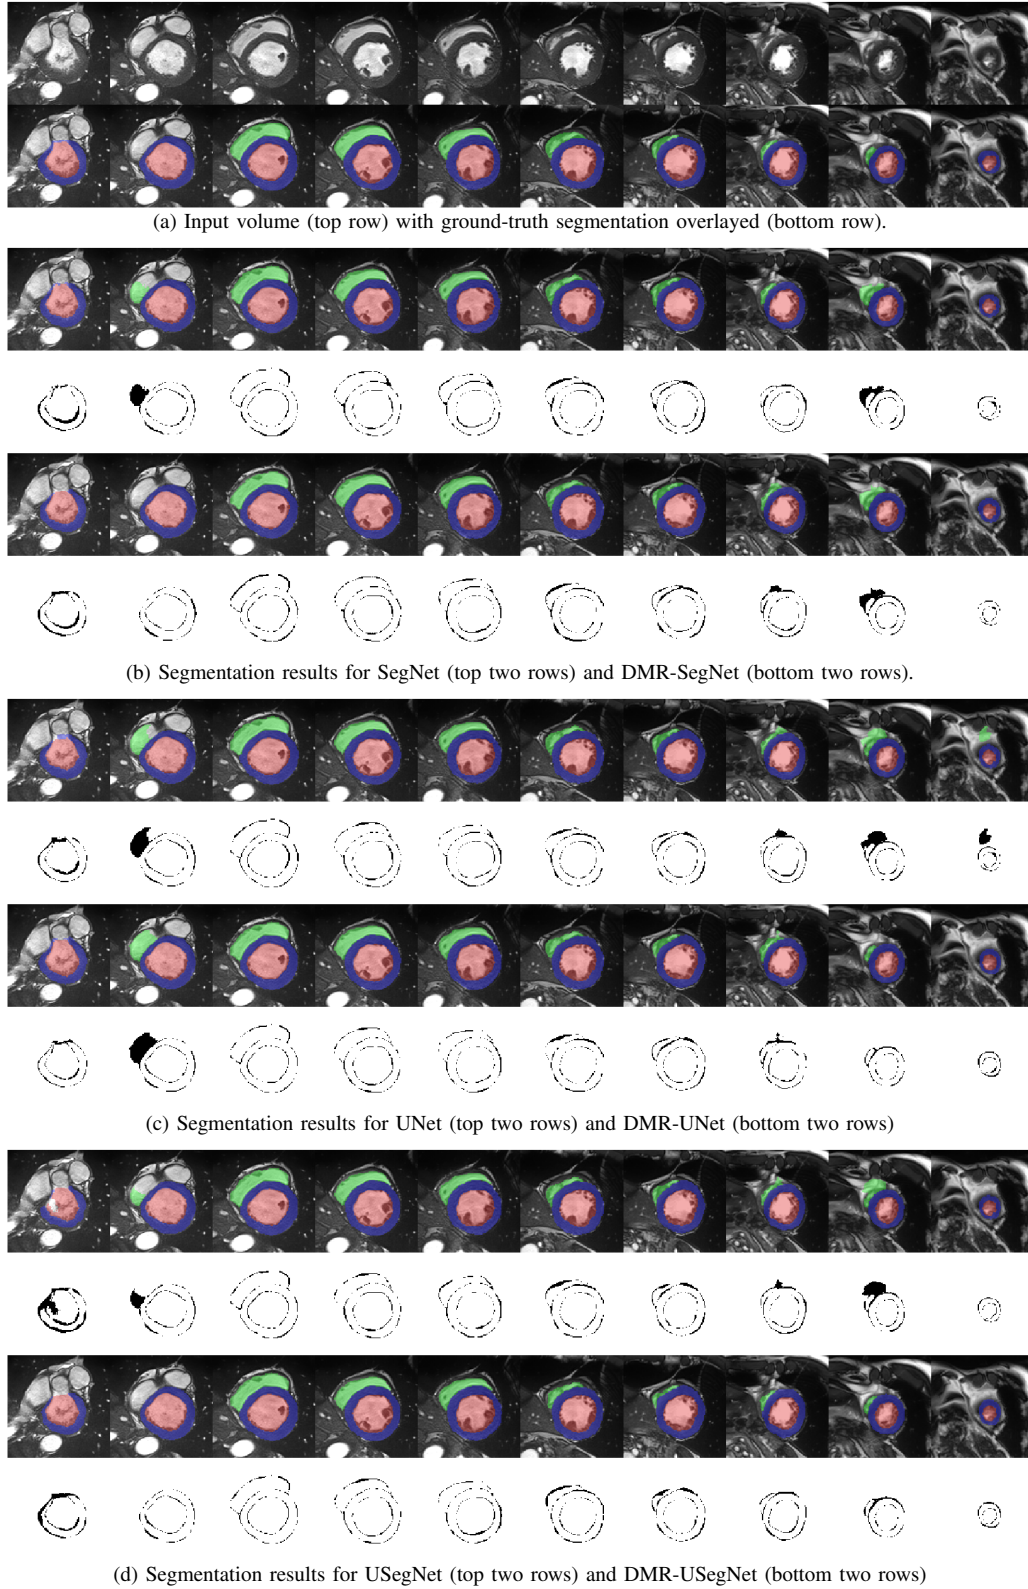 (a) Input volume (top row) with ground-truth segmentation overlayed (bottom row).
(b) Segmentation results for SegNet (top two rows) and DMR-SegNet (bottom two rows).
(c) Segmentation results for UNet (top two rows) and DMR-UNet (bottom two rows)
(d) Segmentation results for USegNet (top two rows) and DMR-USegNet (bottom two rows)